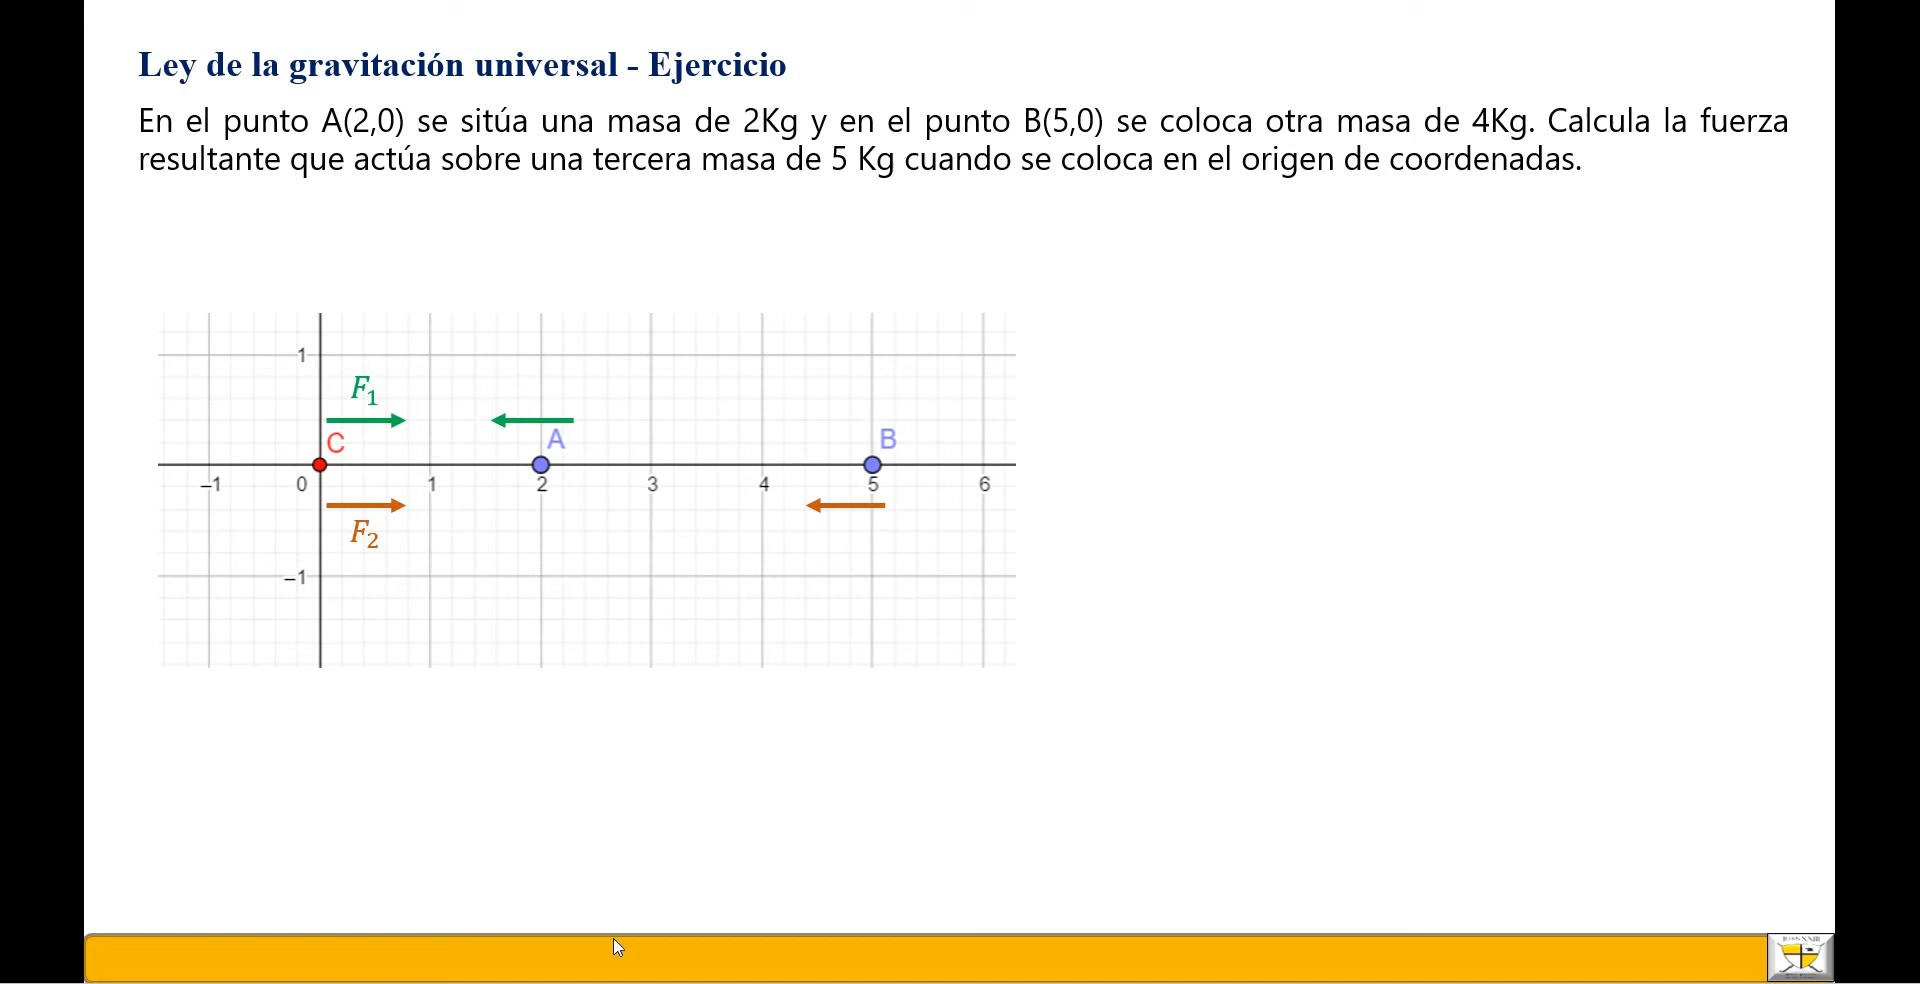 Ley de la gravitación universal - Ejercicio
En el punto A(2,0) se sitúa una masa de 2Kg y en el punto B(5,0) se coloca otra masa de 4Kg. Calcula la fuerza
resultante que actúa sobre una tercera masa de 5 Kg cuando se coloca en el origen de coordenadas.
1
F₁
C A B
–1 0 1 2 3 4 5 6
F₂
–1